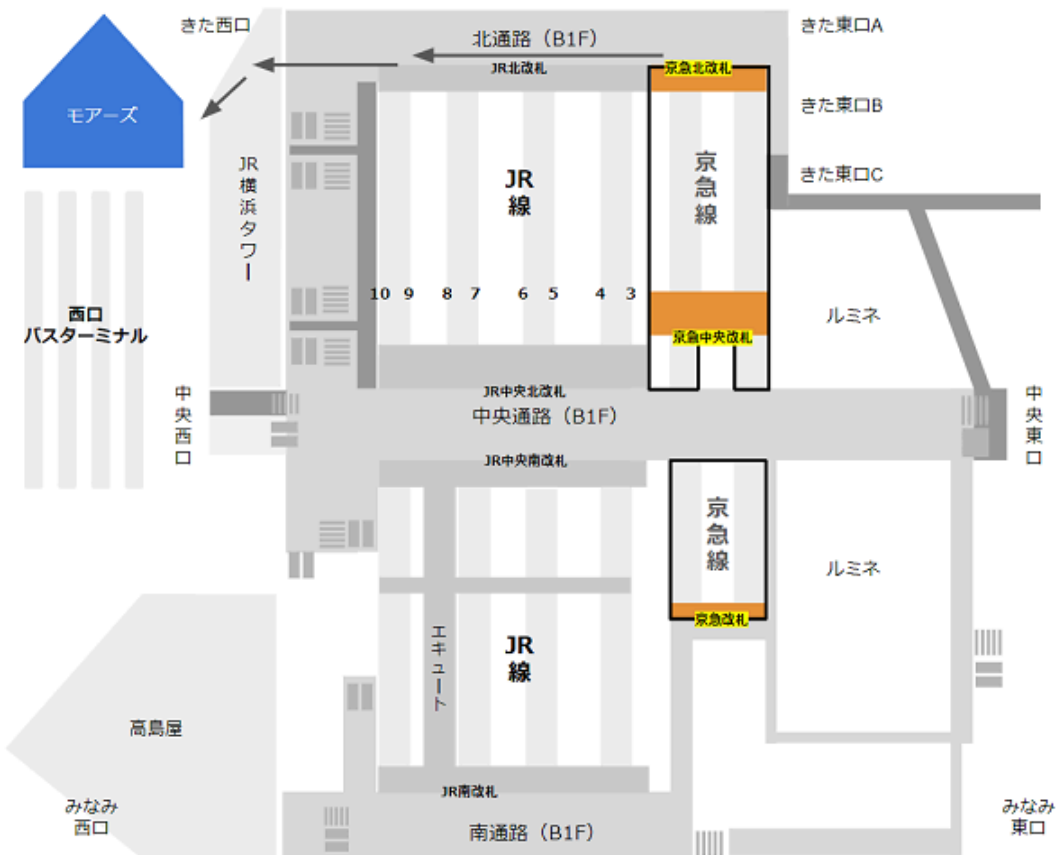 きた西口
きた東口A
北通路（B1F）
JR北改札
京急北改札
モアーズ
きた東口B
きた東口C
JR横浜タワー
JR
線
京急線
10 9 8 7 6 5 4 3
西口
バスターミナル
ルミネ
京急中央改札
中央西口
JR中央北改札
中央通路（B1F）
中央東口
JR中央南改札
京急線
ルミネ
京急改札
エキュート
JR
線
高島屋
JR南改札
みなみ
西口
南通路（B1F）
みなみ
東口